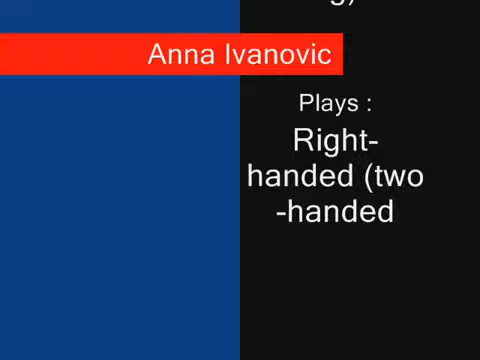 g)
Anna Ivanovic
Plays :
Right-
handed (two
-handed